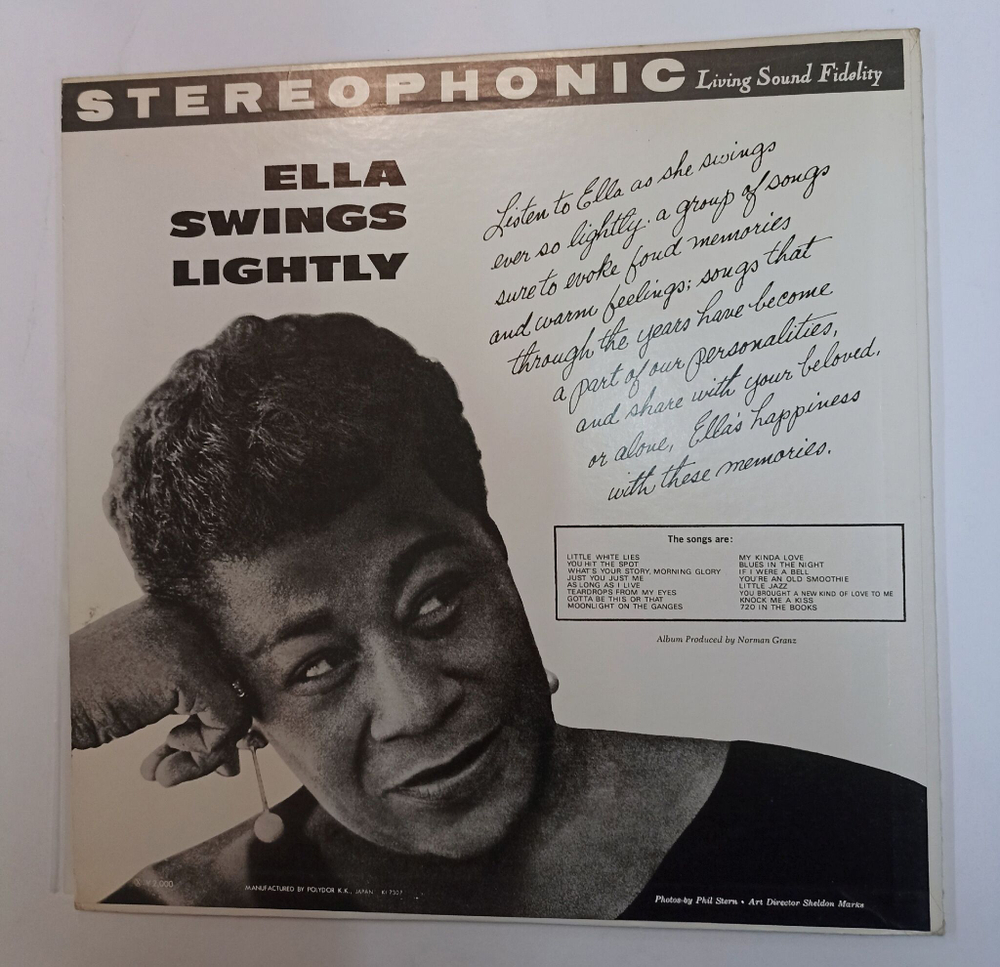 STEREOPHONIC Living Sound Fidelity
ELLA
SWINGS
LIGHTLY
Listen to Ella as she swings
ever so lightly: a group of songs
sure to evoke fond memories
and warm feelings; songs that
through the years have become
a part of our personalities,
and share with your beloved,
or alone, Ella's happiness
with these memories.
The songs are:
LITTLE WHITE LIES
YOU HIT THE SPOT
WHAT'S YOUR STORY, MORNING GLORY
JUST YOU JUST ME
AS LONG AS I LIVE
TEARDROPS FROM MY EYES
GOTTA BE THIS OR THAT
MOONLIGHT ON THE GANGES
MY KINDA LOVE
BLUES IN THE NIGHT
IF I WERE A BELL
YOU'RE AN OLD SMOOTHIE
LITTLE JAZZ
YOU BROUGHT A NEW KIND OF LOVE TO ME
KNOCK ME A KISS
720 IN THE BOOKS
Album Produced by Norman Granz
MANUFACTURED BY POLYDOR K.K., JAPAN
Photos by Phil Stern • Art Director Sheldon Marks